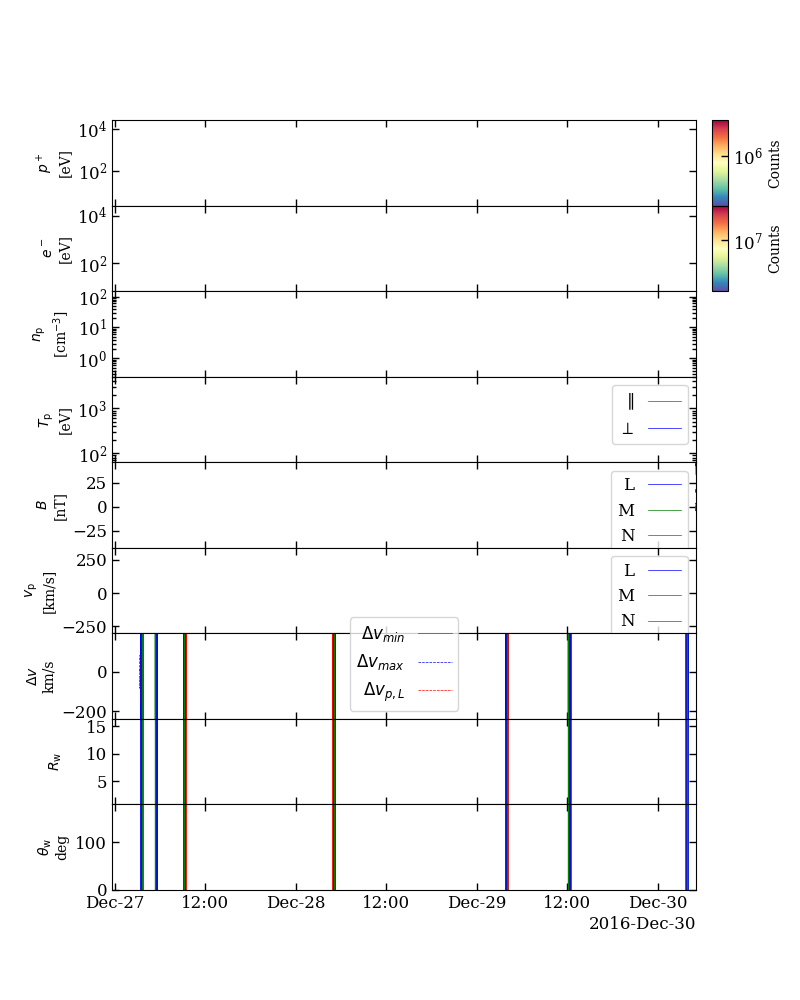 10⁴
10²
p⁺
[eV]
10⁶
Counts
10⁴
10²
e⁻
[eV]
10⁷
Counts
10²
10¹
10⁰
nₚ
[cm⁻³]
10³
10²
Tₚ
[eV]
∥
⊥
25
0
−25
B
[nT]
L
M
N
250
0
−250
vₚ
[km/s]
L
M
N
0
−200
Δv
km/s
Δv_min
Δv_max
Δv_p,L
15
10
5
R_w
100
0
θ_w
deg
Dec-27 12:00 Dec-28 12:00 Dec-29 12:00 Dec-30
2016-Dec-30